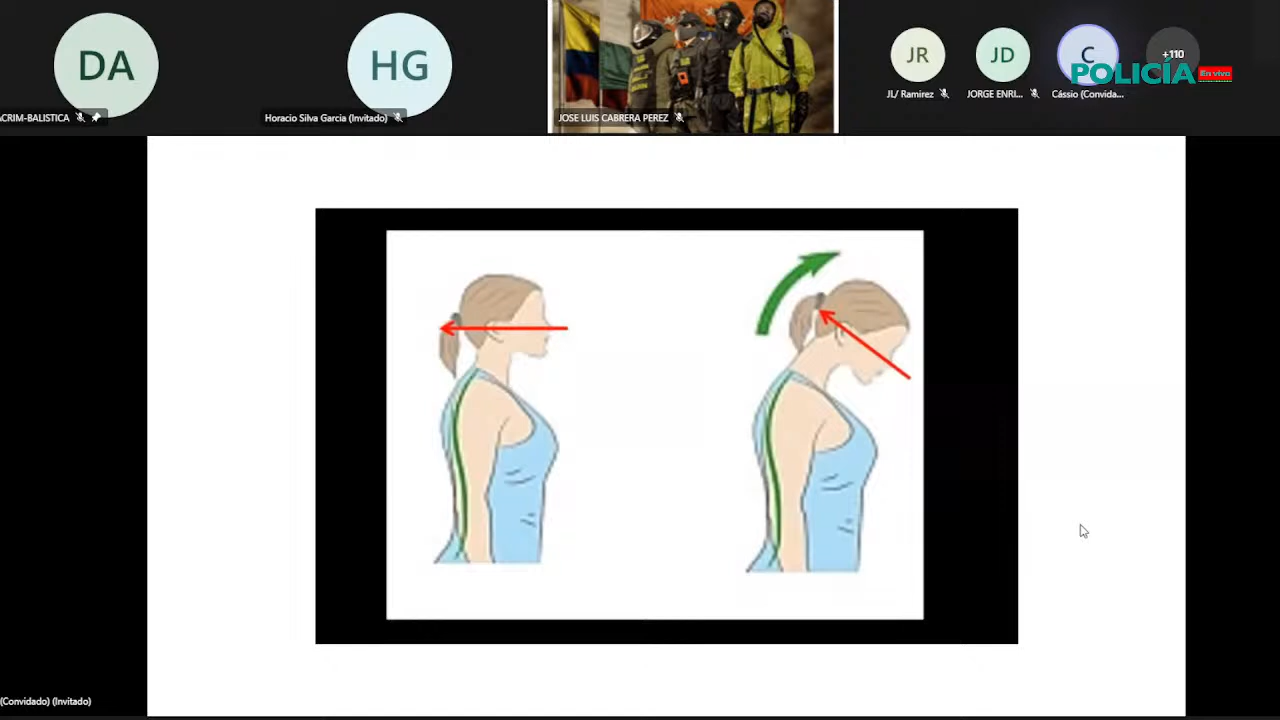 DA
HG
JR
JD
C
+110
POLICÍA En vivo
ACRIM-BALISTICA
Horacio Silva Garcia (Invitado)
JOSE LUIS CABRERA PEREZ
JL/ Ramirez
JORGE ENRI...
Cássio (Convida...
(Convidado) (Invitado)